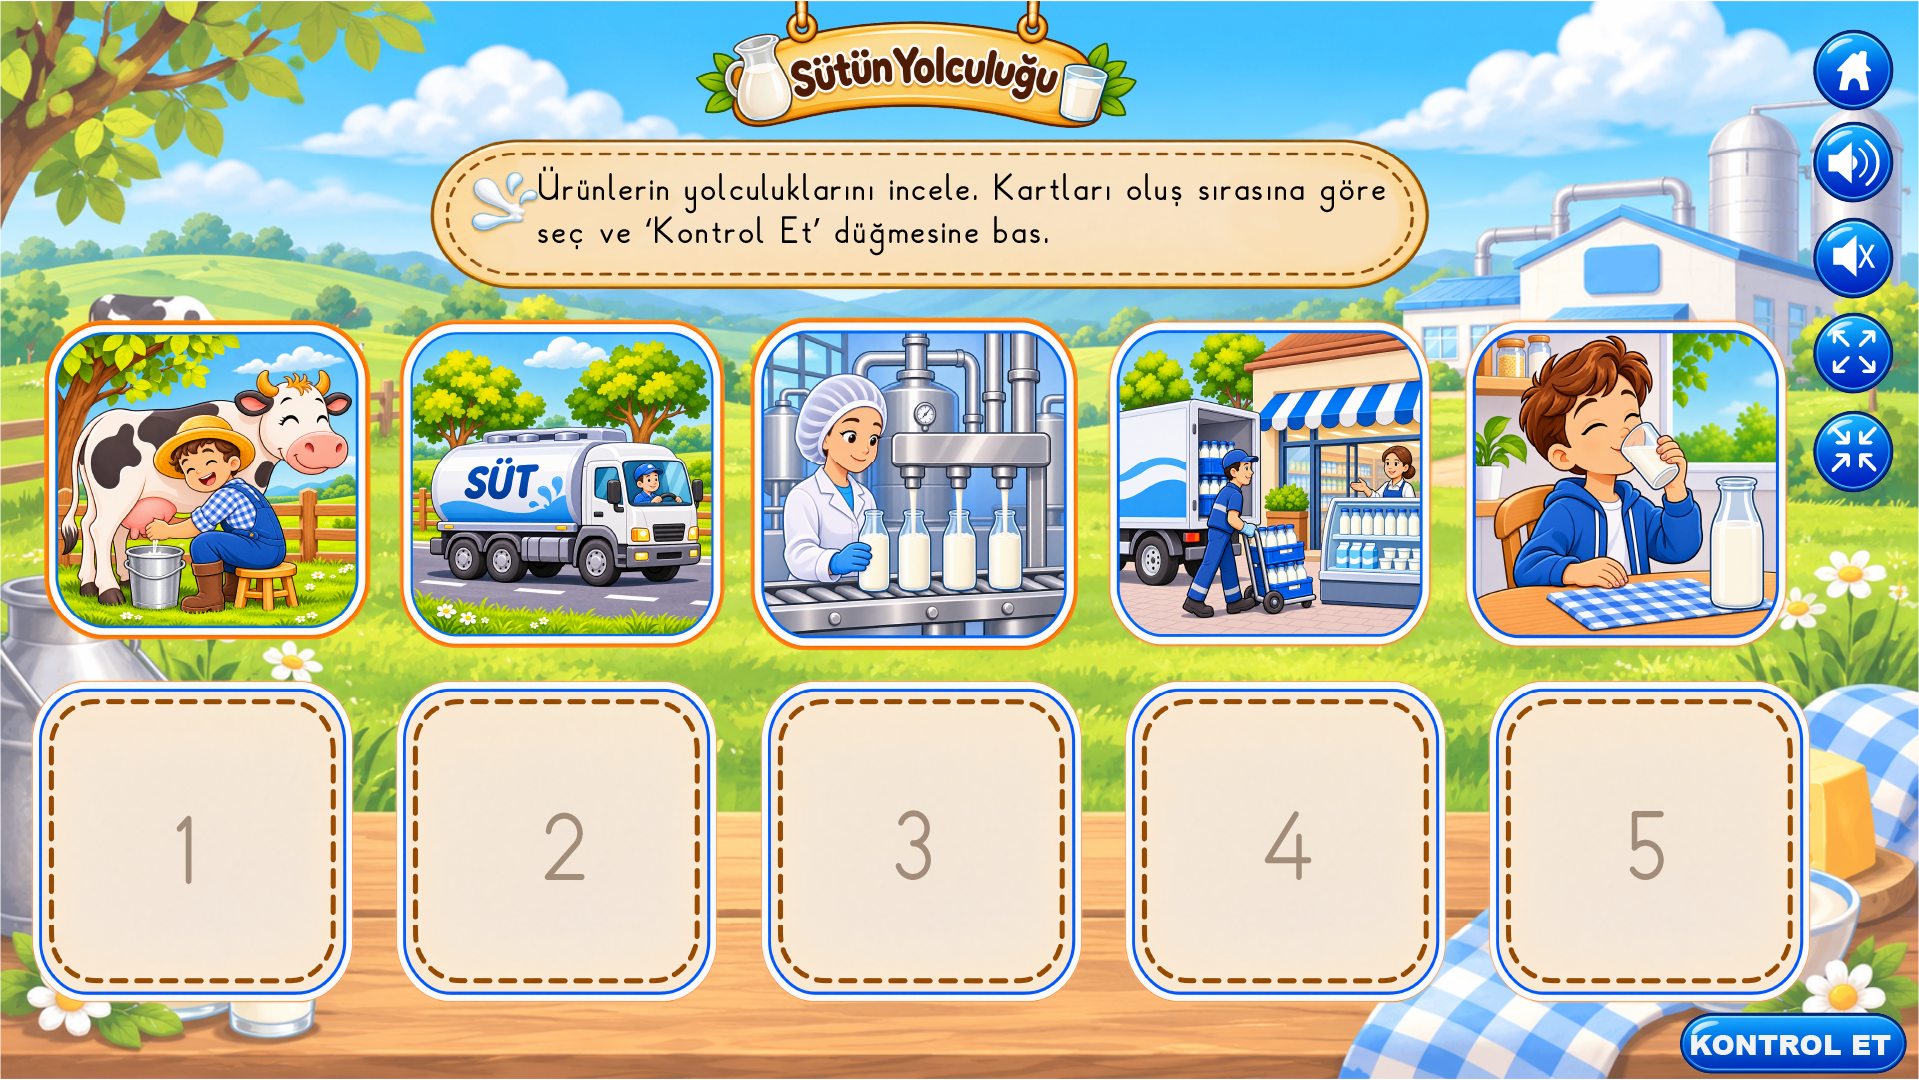 Sütün Yolculuğu
Ürünlerin yolculuklarını incele. Kartları oluş sırasına göre
seç ve ‘Kontrol Et’ düğmesine bas.
SÜT
1
2
3
4
5
KONTROL ET